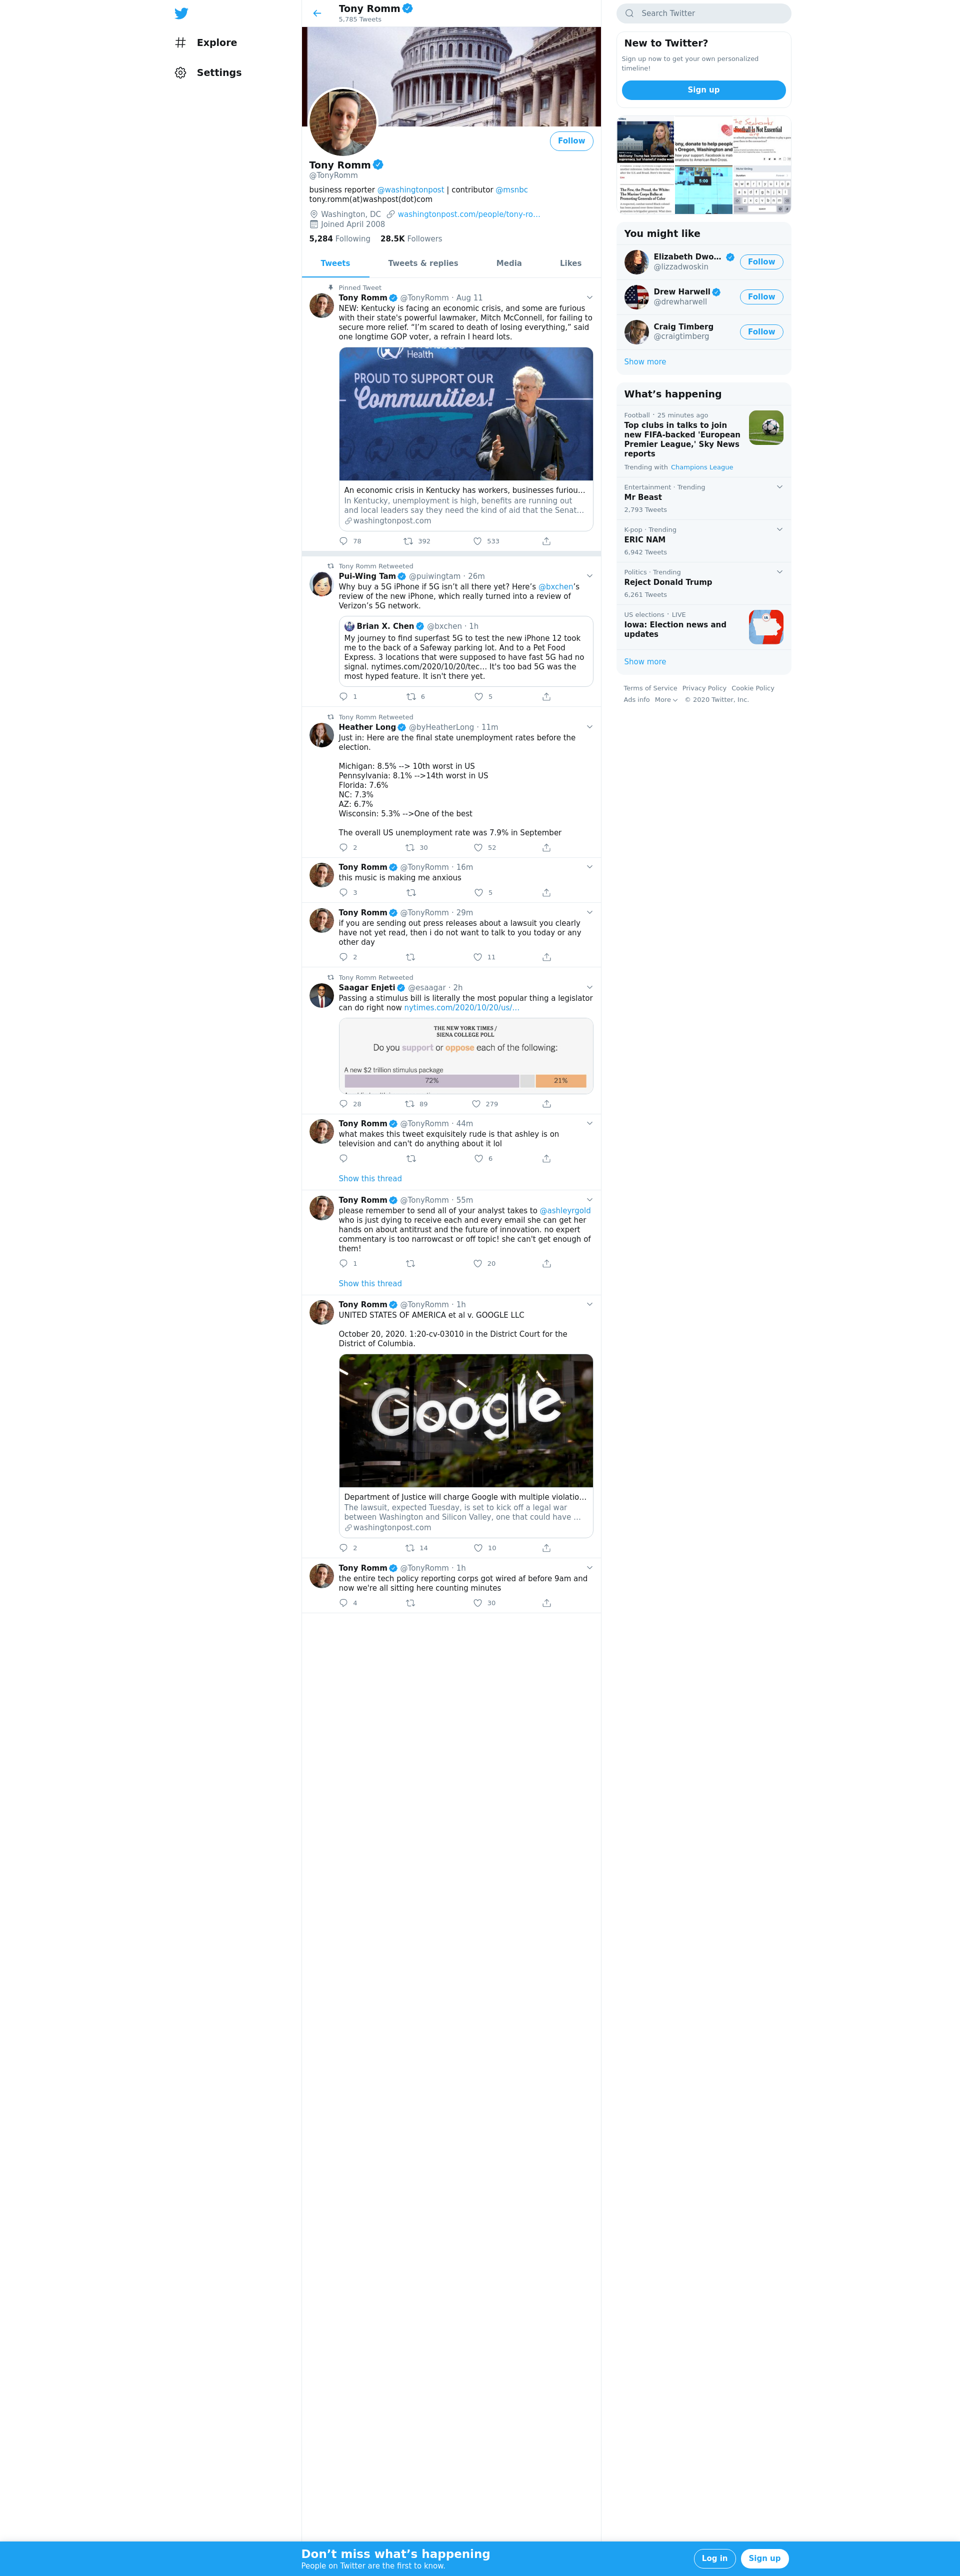 Explore
Settings
Tony Romm
5,785 Tweets
Follow
Tony Romm
@TonyRomm
business reporter @washingtonpost | contributor @msnbc
tony.romm(at)washpost(dot)com
Washington, DC washingtonpost.com/people/tony-ro…
Joined April 2008
5,284 Following 28.5K Followers
Tweets Tweets & replies Media Likes
Pinned Tweet
Tony Romm @TonyRomm · Aug 11
NEW: Kentucky is facing an economic crisis, and some are furious
with their state's powerful lawmaker, Mitch McConnell, for failing to
secure more relief. “I’m scared to death of losing everything,” said
one longtime GOP voter, a refrain I heard lots.
Health
PROUD TO SUPPORT OUR
Communities!
An economic crisis in Kentucky has workers, businesses furiou…
In Kentucky, unemployment is high, benefits are running out
and local leaders say they need the kind of aid that the Senat…
washingtonpost.com
78 392 533
Tony Romm Retweeted
Pui-Wing Tam @puiwingtam · 26m
Why buy a 5G iPhone if 5G isn’t all there yet? Here’s @bxchen’s
review of the new iPhone, which really turned into a review of
Verizon’s 5G network.
Brian X. Chen @bxchen · 1h
My journey to find superfast 5G to test the new iPhone 12 took
me to the back of a Safeway parking lot. And to a Pet Food
Express. 3 locations that were supposed to have fast 5G had no
signal. nytimes.com/2020/10/20/tec… It's too bad 5G was the
most hyped feature. It isn't there yet.
1 6 5
Tony Romm Retweeted
Heather Long @byHeatherLong · 11m
Just in: Here are the final state unemployment rates before the
election.
Michigan: 8.5% --> 10th worst in US
Pennsylvania: 8.1% -->14th worst in US
Florida: 7.6%
NC: 7.3%
AZ: 6.7%
Wisconsin: 5.3% -->One of the best
The overall US unemployment rate was 7.9% in September
2 30 52
Tony Romm @TonyRomm · 16m
this music is making me anxious
3 5
Tony Romm @TonyRomm · 29m
if you are sending out press releases about a lawsuit you clearly
have not yet read, then i do not want to talk to you today or any
other day
2 11
Tony Romm Retweeted
Saagar Enjeti @esaagar · 2h
Passing a stimulus bill is literally the most popular thing a legislator
can do right now nytimes.com/2020/10/20/us/…
THE NEW YORK TIMES /
SIENA COLLEGE POLL
Do you support or oppose each of the following:
A new $2 trillion stimulus package
72% 21%
28 89 279
Tony Romm @TonyRomm · 44m
what makes this tweet exquisitely rude is that ashley is on
television and can't do anything about it lol
6
Show this thread
Tony Romm @TonyRomm · 55m
please remember to send all of your analyst takes to @ashleyrgold
who is just dying to receive each and every email she can get her
hands on about antitrust and the future of innovation. no expert
commentary is too narrowcast or off topic! she can't get enough of
them!
1 20
Show this thread
Tony Romm @TonyRomm · 1h
UNITED STATES OF AMERICA et al v. GOOGLE LLC
October 20, 2020. 1:20-cv-03010 in the District Court for the
District of Columbia.
Google
Department of Justice will charge Google with multiple violatio…
The lawsuit, expected Tuesday, is set to kick off a legal war
between Washington and Silicon Valley, one that could have …
washingtonpost.com
2 14 10
Tony Romm @TonyRomm · 1h
the entire tech policy reporting corps got wired af before 9am and
now we're all sitting here counting minutes
4 30
Search Twitter
New to Twitter?
Sign up now to get your own personalized
timeline!
Sign up
Football Is Not Essential
You might like
Elizabeth Dwo…
@lizzadwoskin
Follow
Drew Harwell
@drewharwell
Follow
Craig Timberg
@craigtimberg
Follow
Show more
What’s happening
Football · 25 minutes ago
Top clubs in talks to join
new FIFA-backed 'European
Premier League,' Sky News
reports
Trending with Champions League
Entertainment · Trending
Mr Beast
2,793 Tweets
K-pop · Trending
ERIC NAM
6,942 Tweets
Politics · Trending
Reject Donald Trump
6,261 Tweets
US elections · LIVE
Iowa: Election news and
updates
Show more
Terms of Service Privacy Policy Cookie Policy
Ads info More © 2020 Twitter, Inc.
Don’t miss what’s happening
People on Twitter are the first to know.
Log in Sign up